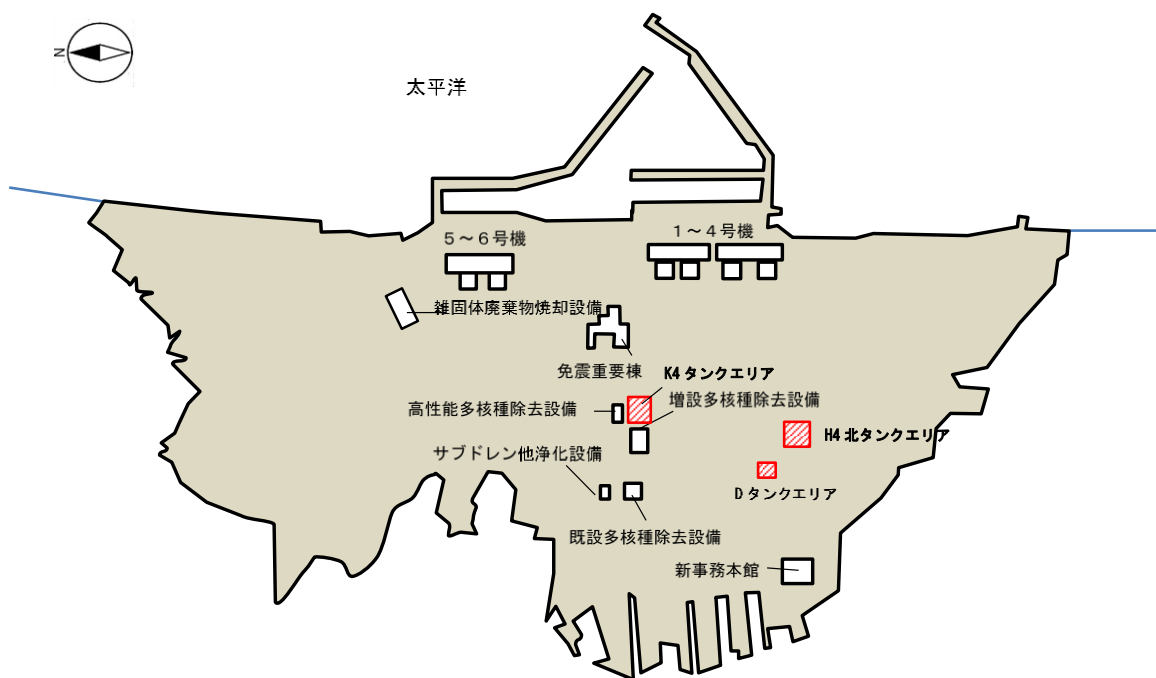 N
太平洋
5~6号機
1~4号機
雑固体廃棄物焼却設備
免震重要棟
K4 タンクエリア
高性能多核種除去設備
増設多核種除去設備
H4 北タンクエリア
サブドレン他浄化設備
D タンクエリア
既設多核種除去設備
新事務本館